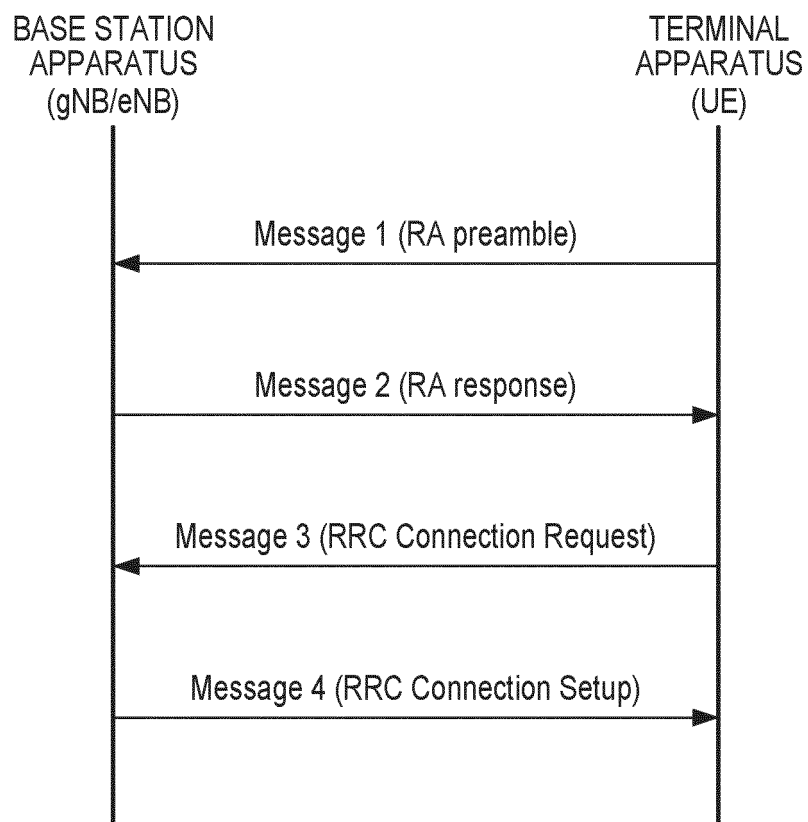 BASE STATION
APPARATUS
(gNB/eNB)
TERMINAL
APPARATUS
(UE)
Message 1 (RA preamble)
Message 2 (RA response)
Message 3 (RRC Connection Request)
Message 4 (RRC Connection Setup)